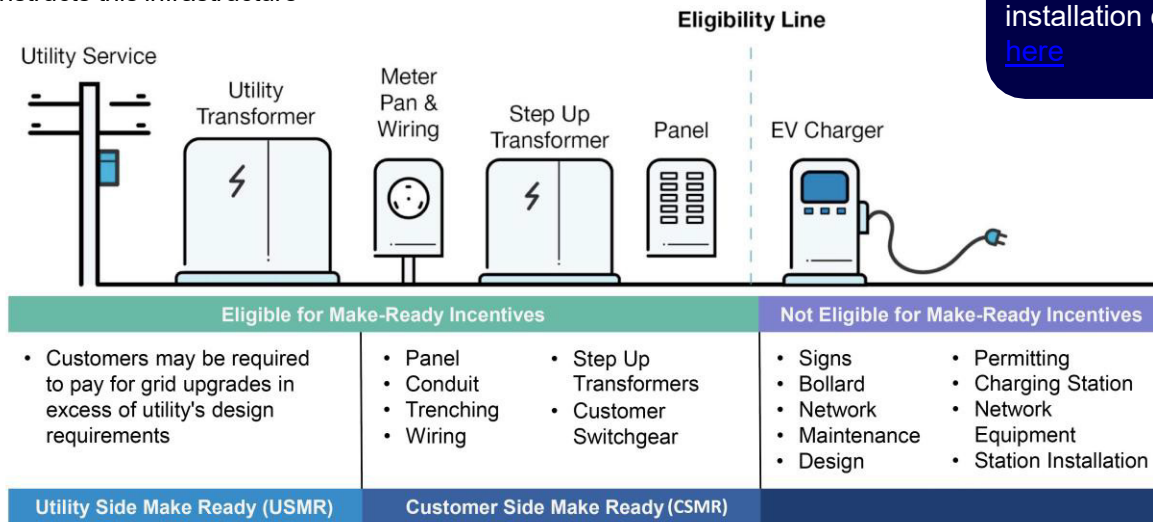 Eligibility Line
installation
here
Utility Service
Utility
Transformer
Meter
Pan &
Wiring
Step Up
Transformer
Panel
EV Charger
Eligible for Make-Ready Incentives
Not Eligible for Make-Ready Incentives
• Customers may be required
to pay for grid upgrades in
excess of utility's design
requirements
• Panel
• Conduit
• Trenching
• Wiring
• Step Up
Transformers
• Customer
Switchgear
• Signs
• Bollard
• Network
• Maintenance
• Design
• Permitting
• Charging Station
• Network
Equipment
• Station Installation
Utility Side Make Ready (USMR)
Customer Side Make Ready (CSMR)